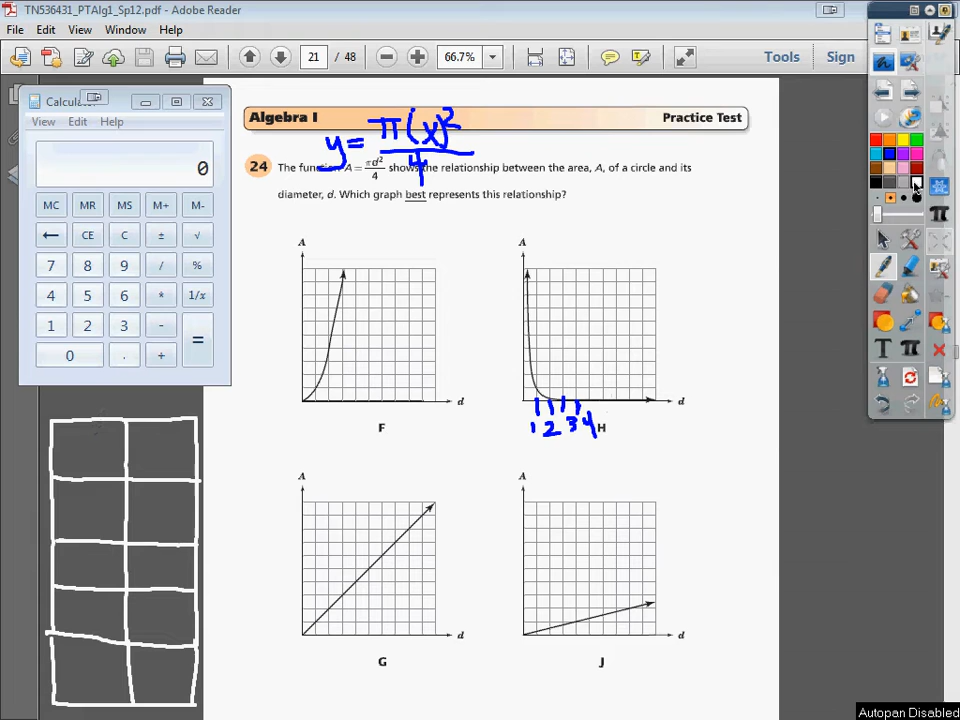 TN536431_PTAlg1_Sp12.pdf - Adobe Reader
File Edit View Window Help
21 / 48 66.7% Tools Sign
Calcula
View Edit Help
0
MC MR MS M+ M-
← CE C ± √
7 8 9 / %
4 5 6 * 1/x
1 2 3 - =
0 . ÷
Algebra I Practice Test
y = π(x)²
4
24 The function A = πd²/4 shows the relationship between the area, A, of a circle and its
diameter, d. Which graph best represents this relationship?
A A
d d
1 2 3 4
F H
A A
d d
G J
T π
Autopan Disabled